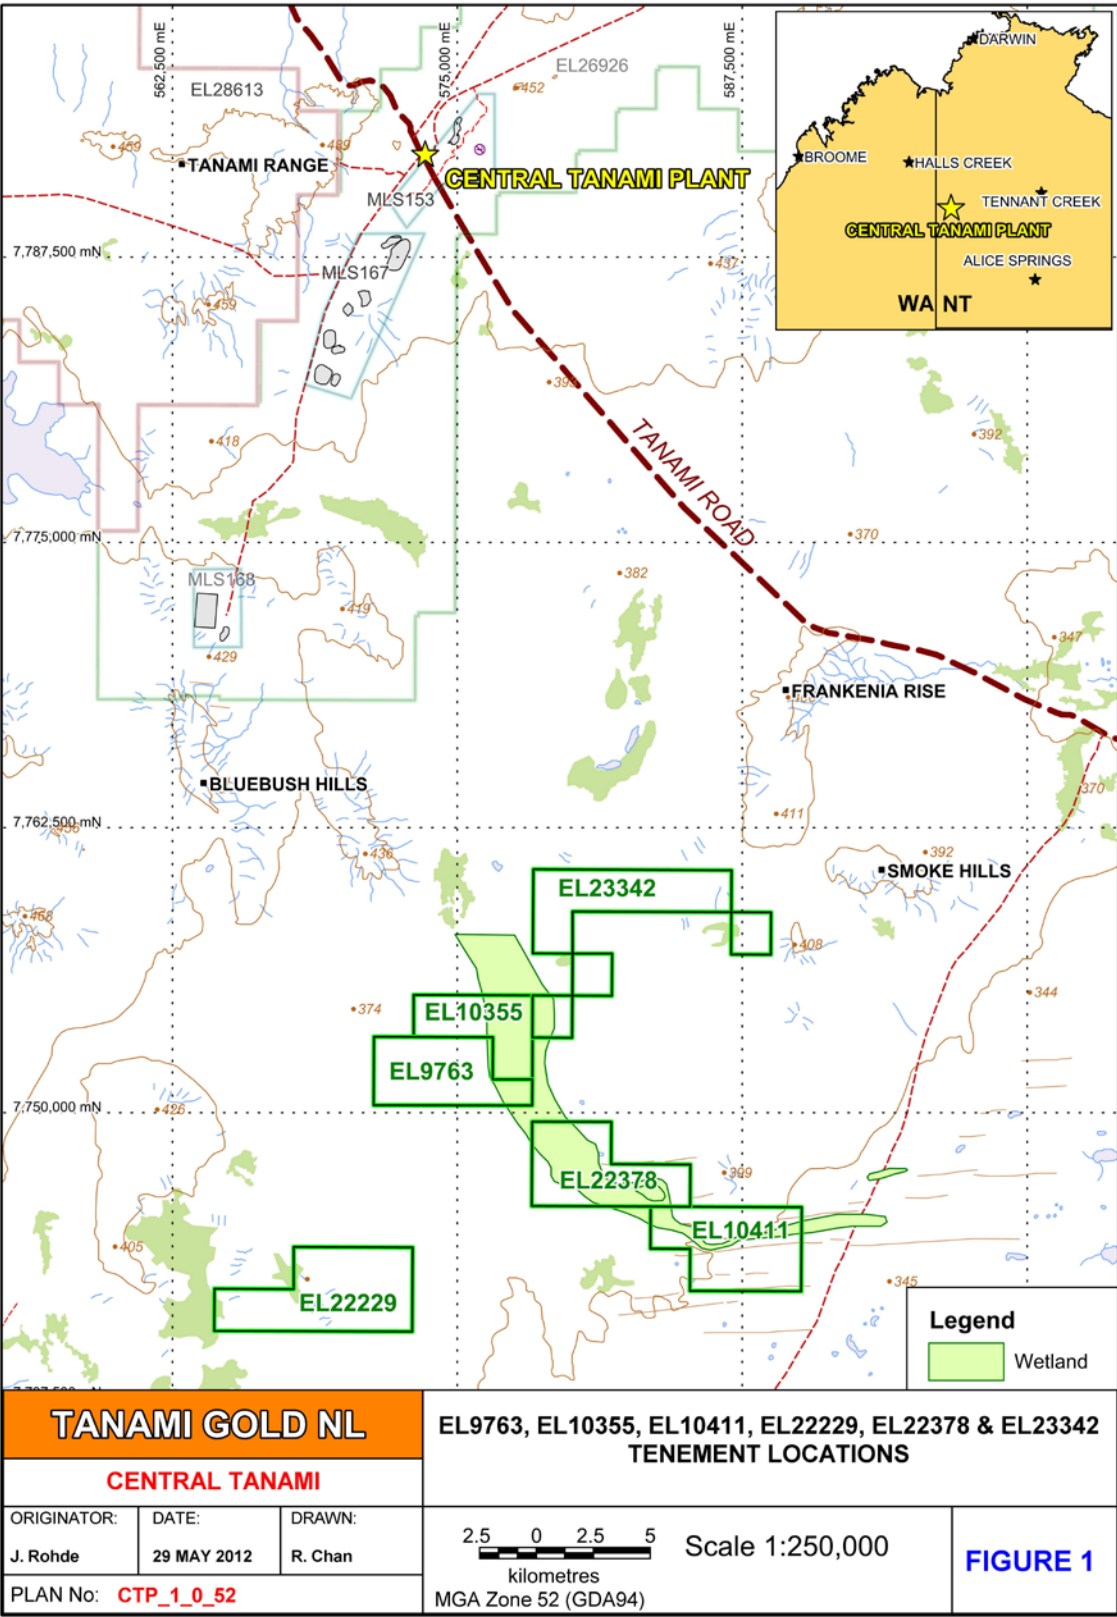 562,500 mE
575,000 mE
587,500 mE
EL28613
EL26926
452
459
489
TANAMI RANGE
CENTRAL TANAMI PLANT
MLS153
7,787,500 mN
MLS167
437
459
DARWIN
BROOME
HALLS CREEK
TENNANT CREEK
CENTRAL TANAMI PLANT
ALICE SPRINGS
WA NT
418
392
TANAMI ROAD
7,775,000 mN
370
MLS168
382
419
347
429
FRANKENIA RISE
BLUEBUSH HILLS
370
411
7,762,500 mN
436
392
SMOKE HILLS
EL23342
468
408
374
344
EL10355
EL9763
7,750,000 mN
426
EL22378
399
EL10411
405
345
EL22229
Legend
Wetland
TANAMI GOLD NL
CENTRAL TANAMI
ORIGINATOR:
J. Rohde
DATE:
29 MAY 2012
DRAWN:
R. Chan
PLAN No: CTP_1_0_52
EL9763, EL10355, EL10411, EL22229, EL22378 & EL23342
TENEMENT LOCATIONS
2.5 0 2.5 5
kilometres
MGA Zone 52 (GDA94)
Scale 1:250,000
FIGURE 1